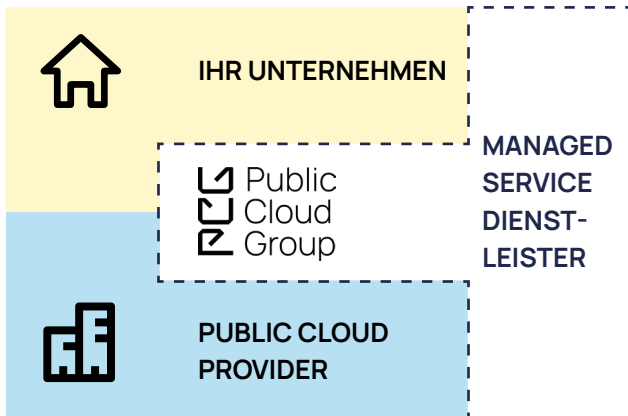 IHR UNTERNEHMEN
Public
Cloud
Group
MANAGED
SERVICE
DIENST-
LEISTER
PUBLIC CLOUD
PROVIDER